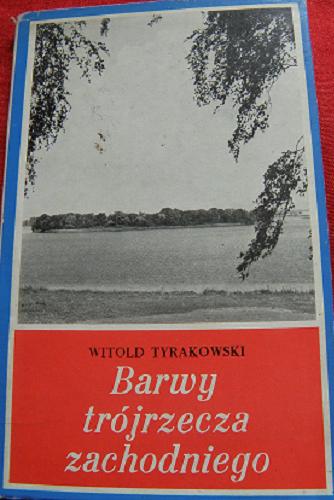 WITOLD TYRAKOWSKI
Barwy
trójrzecza
zachodniego